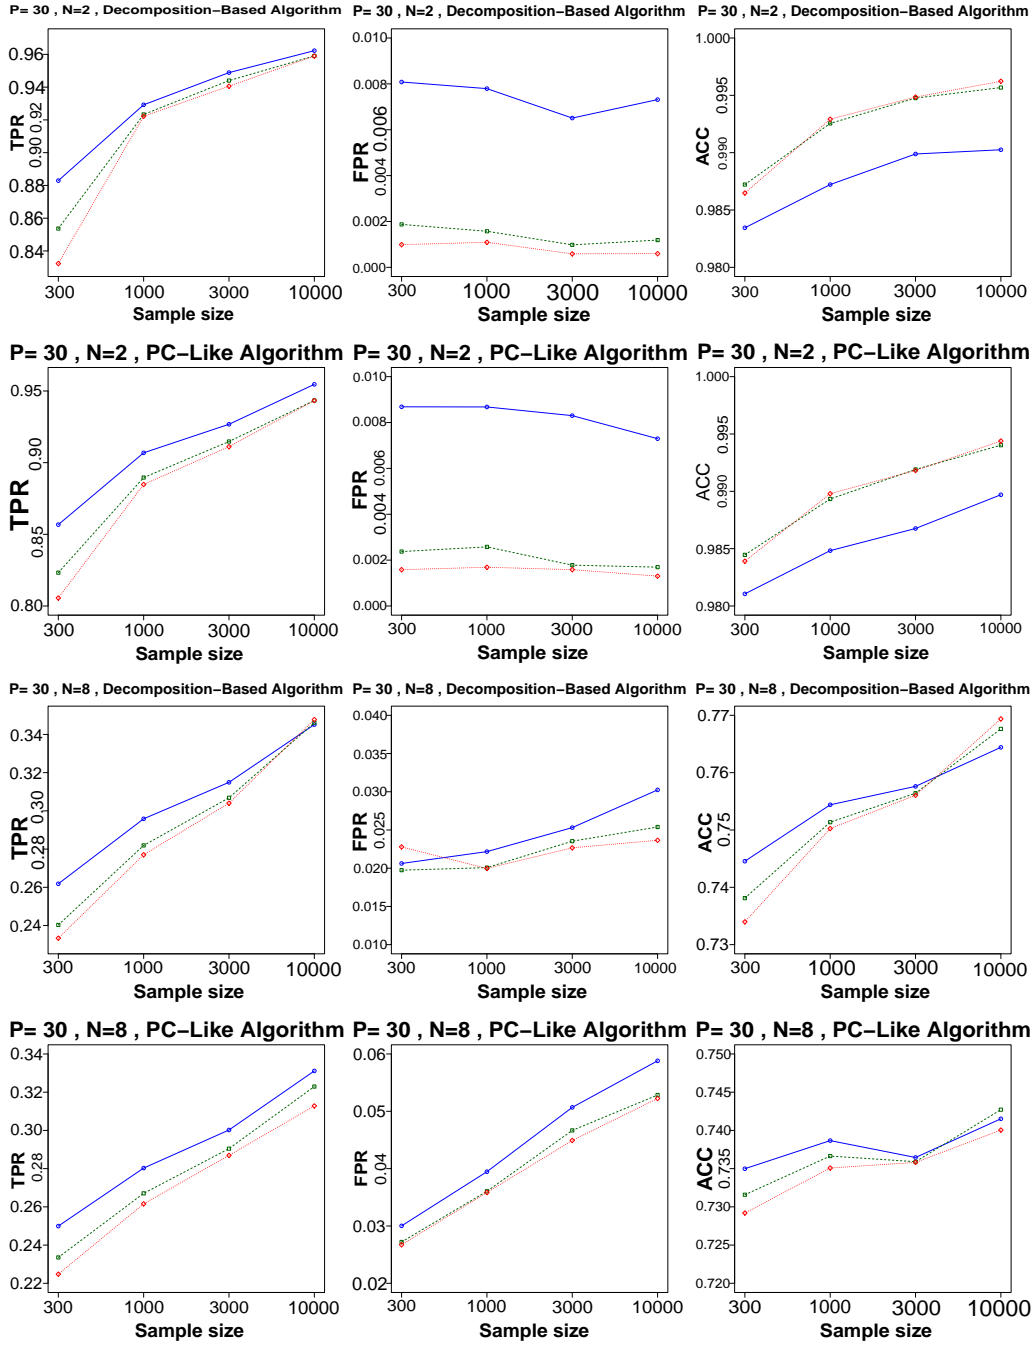 P= 30 , N=2 , Decomposition−Based Algorithm
TPR
0.96
0.94
0.92
0.90
0.88
0.86
0.84
300 1000 3000 10000
Sample size
P= 30 , N=2 , Decomposition−Based Algorithm
FPR
0.010
0.008
0.006
0.004
0.002
0.000
300 1000 3000 10000
Sample size
P= 30 , N=2 , Decomposition−Based Algorithm
ACC
1.000
0.995
0.990
0.985
0.980
300 1000 3000 10000
Sample size
P= 30 , N=2 , PC−Like Algorithm
TPR
0.95
0.90
0.85
0.80
300 1000 3000 10000
Sample size
P= 30 , N=2 , PC−Like Algorithm
FPR
0.010
0.008
0.006
0.004
0.002
0.000
300 1000 3000 10000
Sample size
P= 30 , N=2 , PC−Like Algorithm
ACC
1.000
0.995
0.990
0.985
0.980
300 1000 3000 10000
Sample size
P= 30 , N=8 , Decomposition−Based Algorithm
TPR
0.34
0.32
0.30
0.28
0.26
0.24
300 1000 3000 10000
Sample size
P= 30 , N=8 , Decomposition−Based Algorithm
FPR
0.040
0.035
0.030
0.025
0.020
0.015
0.010
300 1000 3000 10000
Sample size
P= 30 , N=8 , Decomposition−Based Algorithm
ACC
0.77
0.76
0.75
0.74
0.73
300 1000 3000 10000
Sample size
P= 30 , N=8 , PC−Like Algorithm
TPR
0.34
0.32
0.30
0.28
0.26
0.24
0.22
300 1000 3000 10000
Sample size
P= 30 , N=8 , PC−Like Algorithm
FPR
0.06
0.05
0.04
0.03
0.02
300 1000 3000 10000
Sample size
P= 30 , N=8 , PC−Like Algorithm
ACC
0.750
0.745
0.740
0.735
0.730
0.725
0.720
300 1000 3000 10000
Sample size